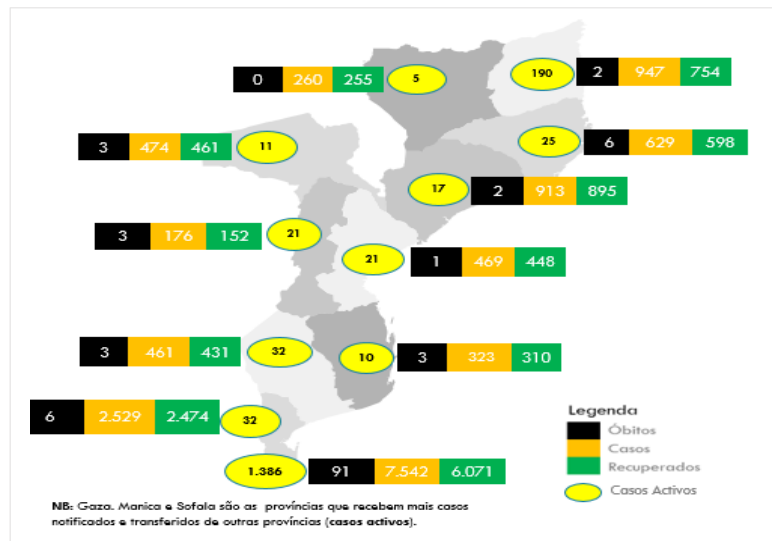 0 260 255 5
190 2 947 754
3 474 461 11
25 6 629 598
17 2 913 895
3 176 152 21
21 1 469 448
3 461 431 32
10 3 323 310
6 2.529 2.474 32
1.386 91 7.542 6.071
Legenda
Óbitos
Casos
Recuperados
Casos Activos
NB: Gaza. Manica e Sofala são as províncias que recebem mais casos
notificados e transferidos de outras províncias (casos activos).